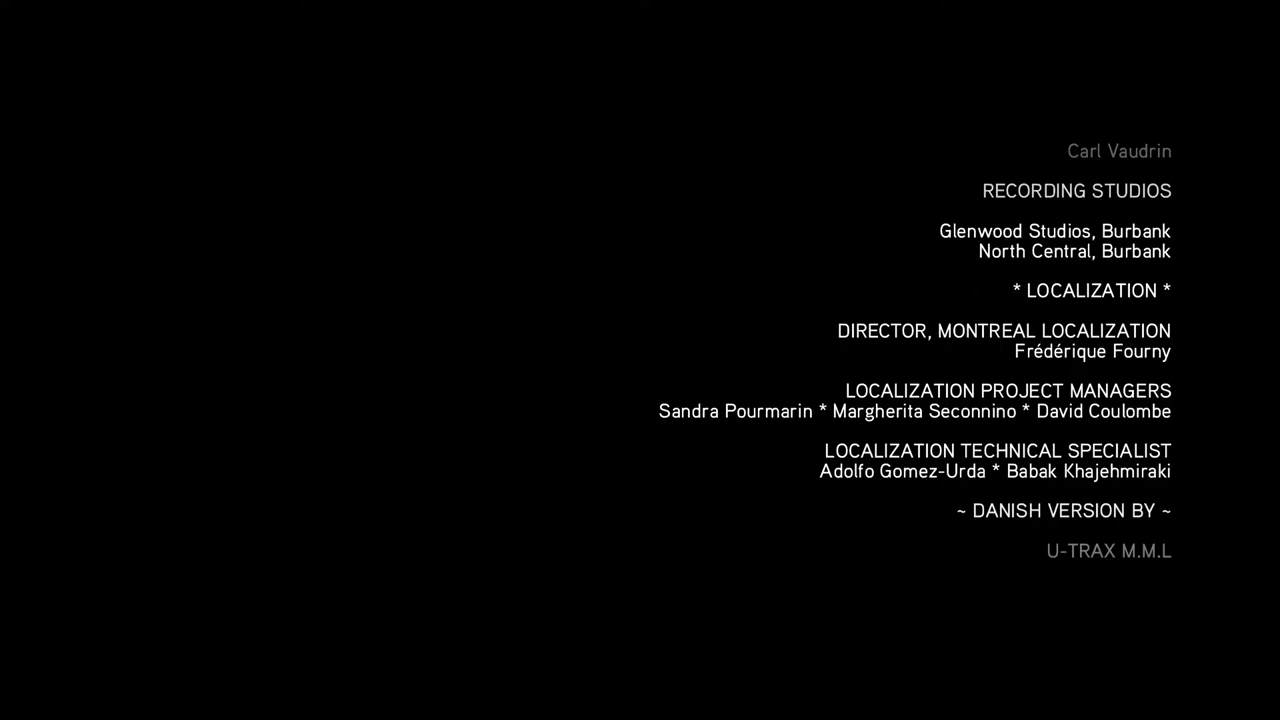 Carl Vaudrin
RECORDING STUDIOS
Glenwood Studios, Burbank
North Central, Burbank
* LOCALIZATION *
DIRECTOR, MONTREAL LOCALIZATION
Frédérique Fourny
LOCALIZATION PROJECT MANAGERS
Sandra Pourmarin * Margherita Seconnino * David Coulombe
LOCALIZATION TECHNICAL SPECIALIST
Adolfo Gomez-Urda * Babak Khajehmiraki
~ DANISH VERSION BY ~
U-TRAX M.M.L